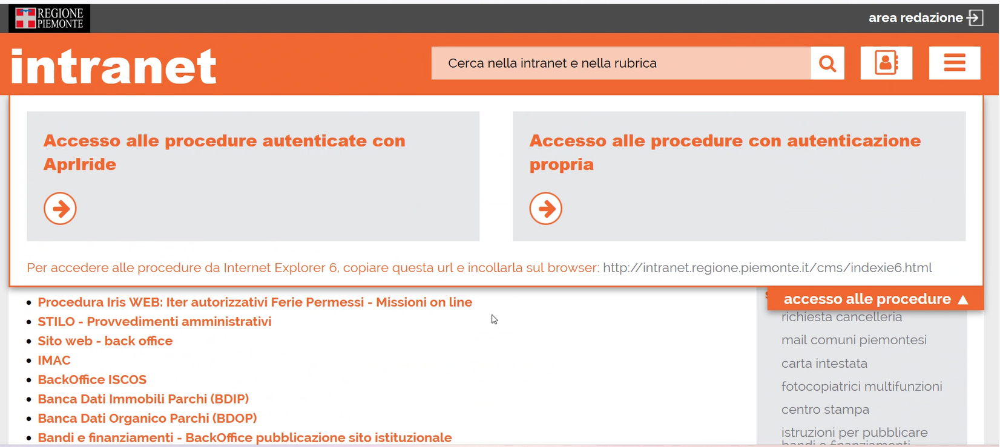 REGIONE
PIEMONTE
area redazione
intranet
Cerca nella intranet e nella rubrica
Accesso alle procedure autenticate con
AprIride
Accesso alle procedure con autenticazione
propria
Per accedere alle procedure da Internet Explorer 6, copiare questa url e incollarla sul browser: http://intranet.regione.piemonte.it/cms/indexie6.html
accesso alle procedure ▲
Procedura Iris WEB: Iter autorizzativi Ferie Permessi - Missioni on line
STILO - Provvedimenti amministrativi
Sito web - back office
IMAC
BackOffice ISCOS
Banca Dati Immobili Parchi (BDIP)
Banca Dati Organico Parchi (BDOP)
Bandi e finanziamenti - BackOffice pubblicazione sito istituzionale
richiesta cancelleria
mail comuni piemontesi
carta intestata
fotocopiatrici multifunzioni
centro stampa
istruzioni per pubblicare
bandi e finanziamenti